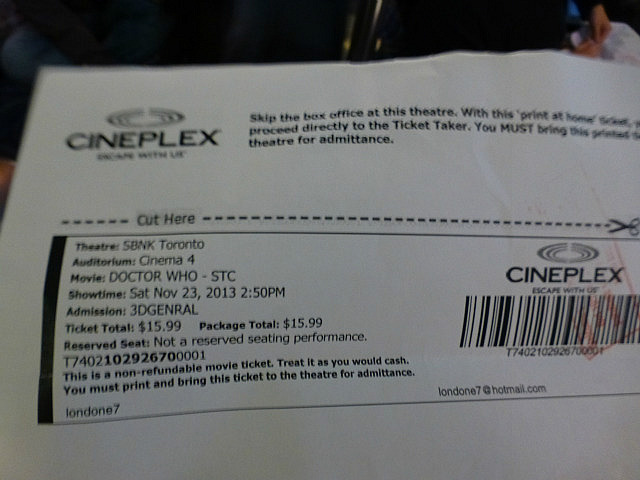 CINEPLEX
ESCAPE WITH US
Skip the box office at this theatre. With this 'print at home' ticket,
proceed directly to the Ticket Taker. You MUST bring this printed
theatre for admittance.
Cut Here
Theatre: SBNK Toronto
Auditorium: Cinema 4
Movie: DOCTOR WHO - STC
Showtime: Sat Nov 23, 2013 2:50PM
Admission: 3DGENRAL
Ticket Total: $15.99 Package Total: $15.99
Reserved Seat: Not a reserved seating performance.
T7402102926700001
This is a non-refundable movie ticket. Treat it as you would cash.
You must print and bring this ticket to the theatre for admittance.
londone7
CINEPLEX
ESCAPE WITH US
T7402102926700001
londone7@hotmail.com